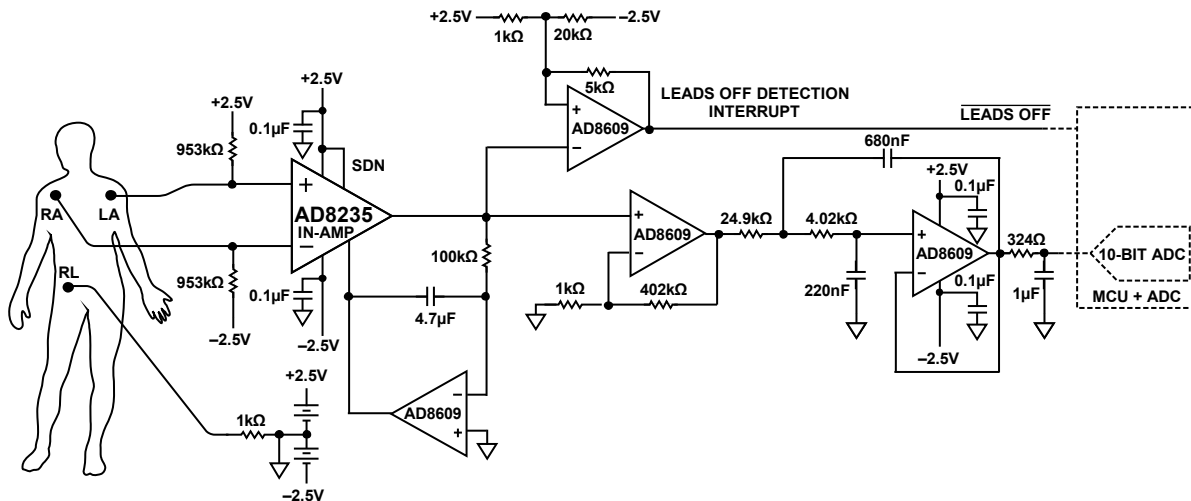 +2.5V
–2.5V
1kΩ
20kΩ
5kΩ
+
AD8609
–
LEADS OFF DETECTION
INTERRUPT
LEADS OFF
+2.5V
+2.5V
0.1µF
953kΩ
SDN
+
AD8235
IN-AMP
–
RA
LA
RL
953kΩ
0.1µF
–2.5V
–2.5V
100kΩ
4.7µF
–
AD8609
+
+2.5V
1kΩ
–2.5V
+
AD8609
–
1kΩ
402kΩ
24.9kΩ
4.02kΩ
680nF
220nF
+2.5V
0.1µF
+
AD8609
–
0.1µF
–2.5V
324Ω
1µF
10-BIT ADC
MCU + ADC